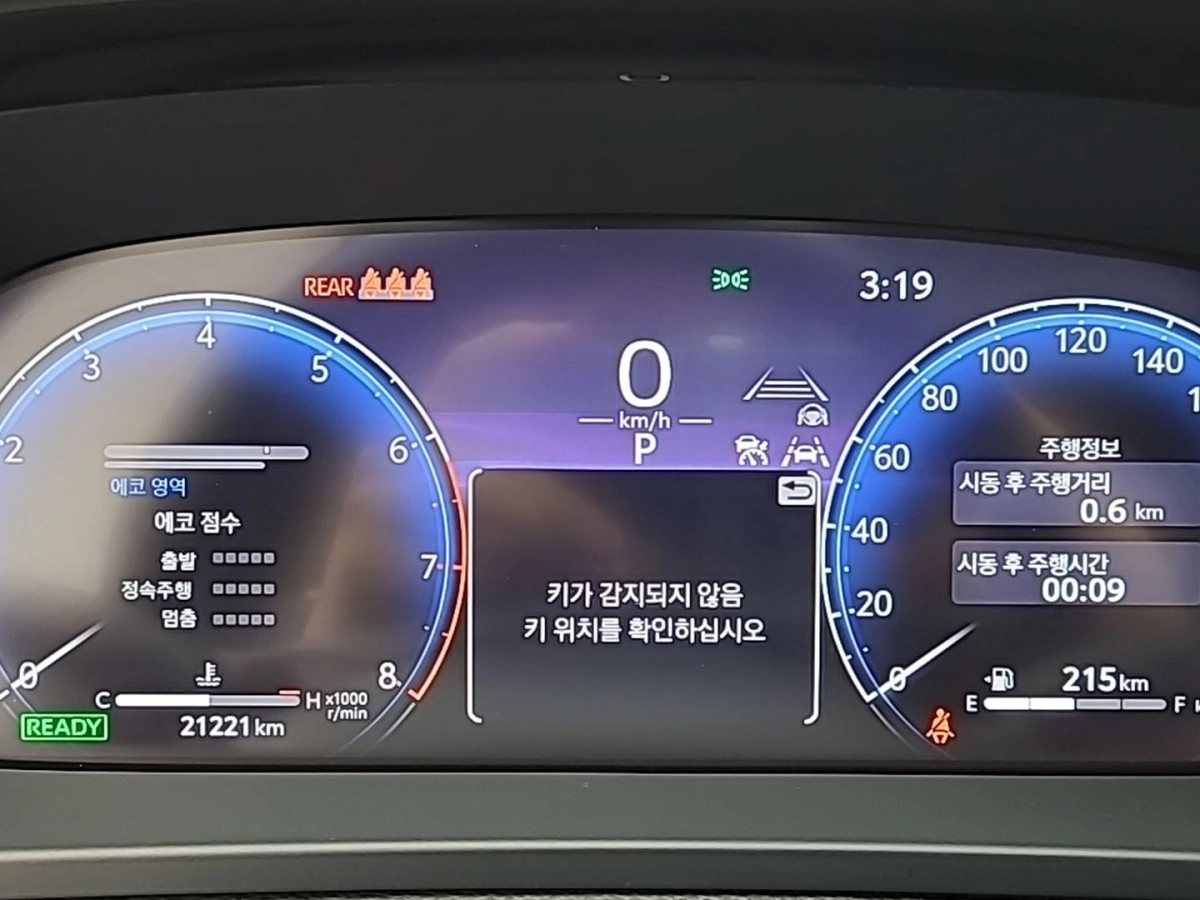 REAR
3:19
2
3
4
5
6
7
8
0
에코 영역
에코 점수
출발
정속주행
멈춤
C
H
x1000
r/min
READY
21221 km
0
km/h
P
키가 감지되지 않음
키 위치를 확인하십시오
0
20
40
60
80
100
120
140
주행정보
시동 후 주행거리
0.6 km
시동 후 주행시간
00:09
215 km
E
F